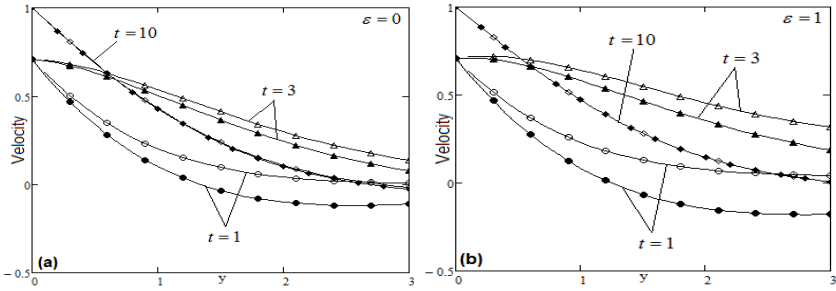 1
ε = 0
t = 10
t = 3
0.5
Velocity
0
t = 1
(a)
− 0.5
0
1
y
2
3
1
ε = 1
t = 10
t = 3
0.5
Velocity
0
t = 1
(b)
− 0.5
0
1
y
2
3